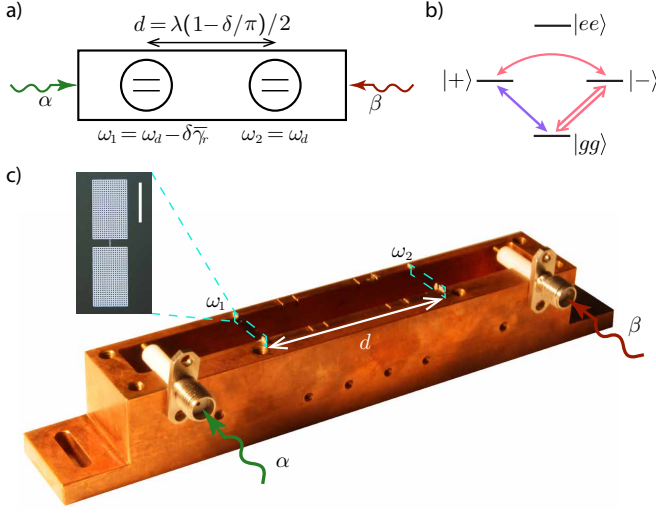 a)
d = λ(1−δ/π)/2
α
β
ω₁ = ω_d − δγ̅_r
ω₂ = ω_d
b)
|ee⟩
|+⟩
|−⟩
|gg⟩
c)
ω₁
ω₂
d
α
β